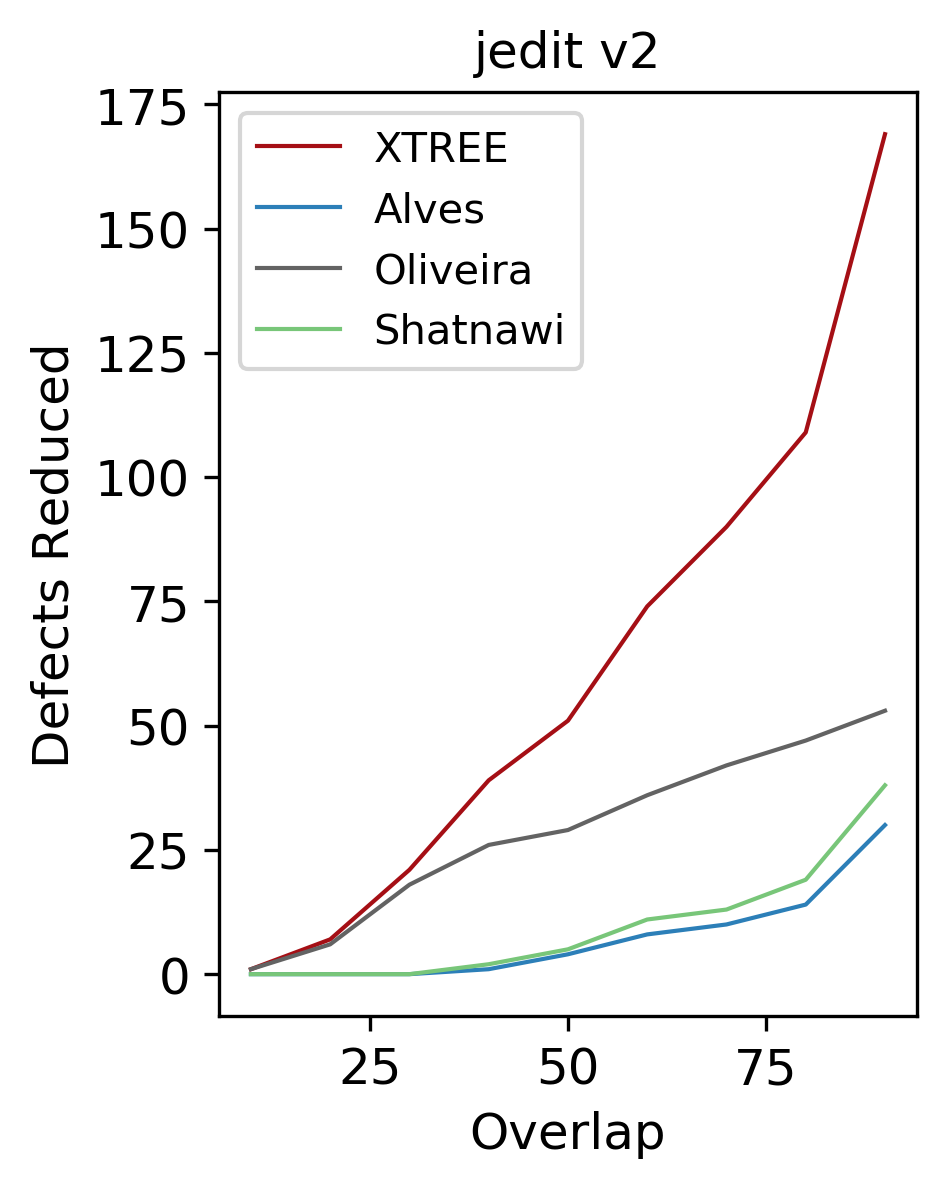 jedit v2
175
150
125
100
75
50
25
0
Defects Reduced
XTREE
Alves
Oliveira
Shatnawi
25 50 75
Overlap